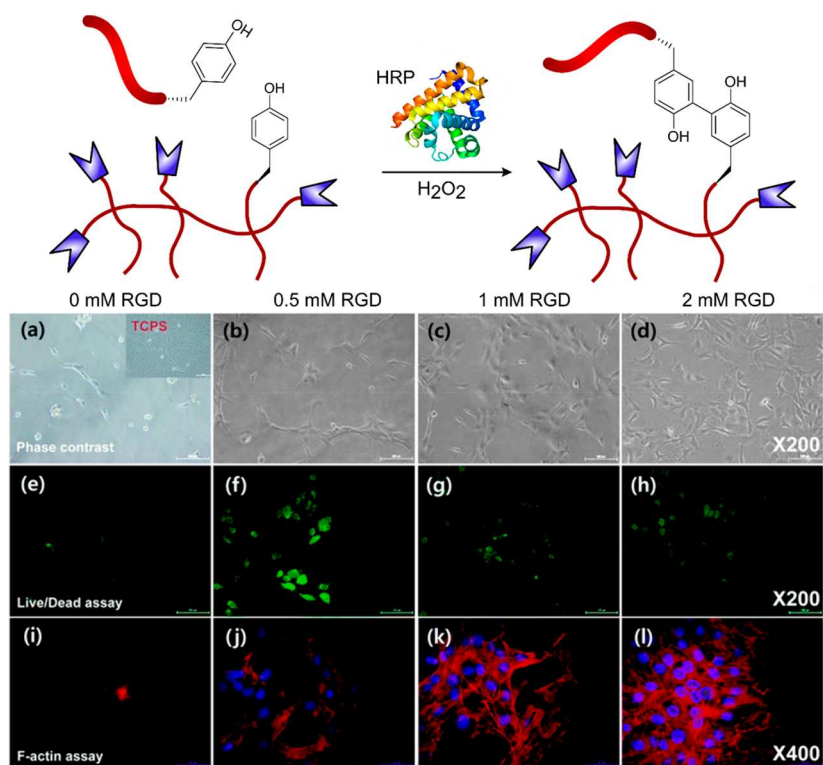 OH
OH
HRP
H2O2
OH
OH
0 mM RGD 0.5 mM RGD 1 mM RGD 2 mM RGD
(a) TCPS (b) (c) (d)
Phase contrast X200
(e) (f) (g) (h)
Live/Dead assay X200
(i) (j) (k) (l)
F-actin assay X400